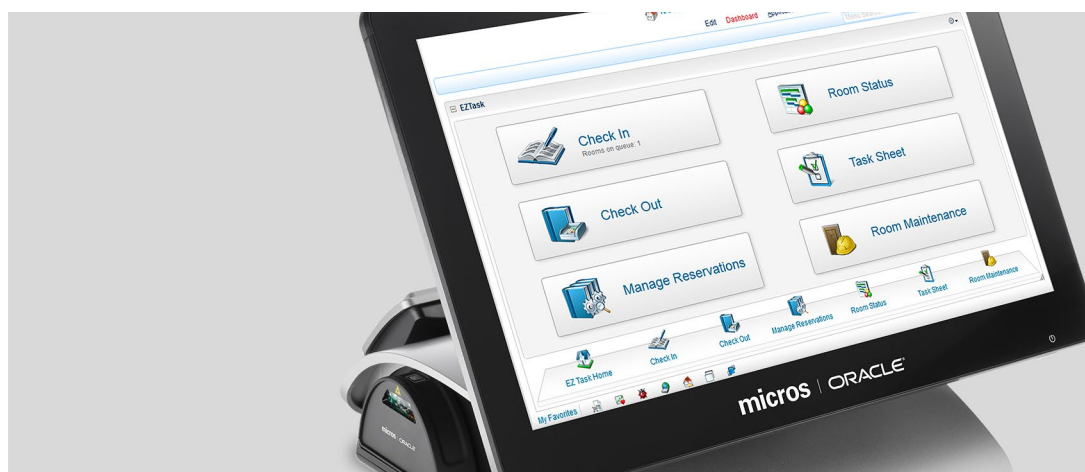 Edit Dashboard
EZTask
Check In
Rooms on queue: 1
Room Status
Check Out
Task Sheet
Manage Reservations
Room Maintenance
EZ Task Home
Check In
Check Out
Manage Reservations
Room Status
Task Sheet
Room Maintenance
My Favorites
micros | ORACLE
micros | ORACLE